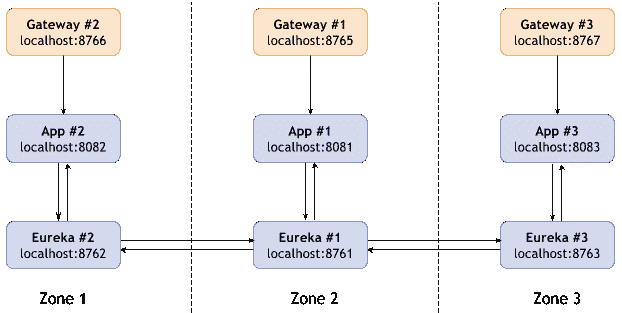 Gateway #2
localhost:8766
Gateway #1
localhost:8765
Gateway #3
localhost:8767
App #2
localhost:8082
App #1
localhost:8081
App #3
localhost:8083
Eureka #2
localhost:8762
Eureka #1
localhost:8761
Eureka #3
localhost:8763
Zone 1
Zone 2
Zone 3